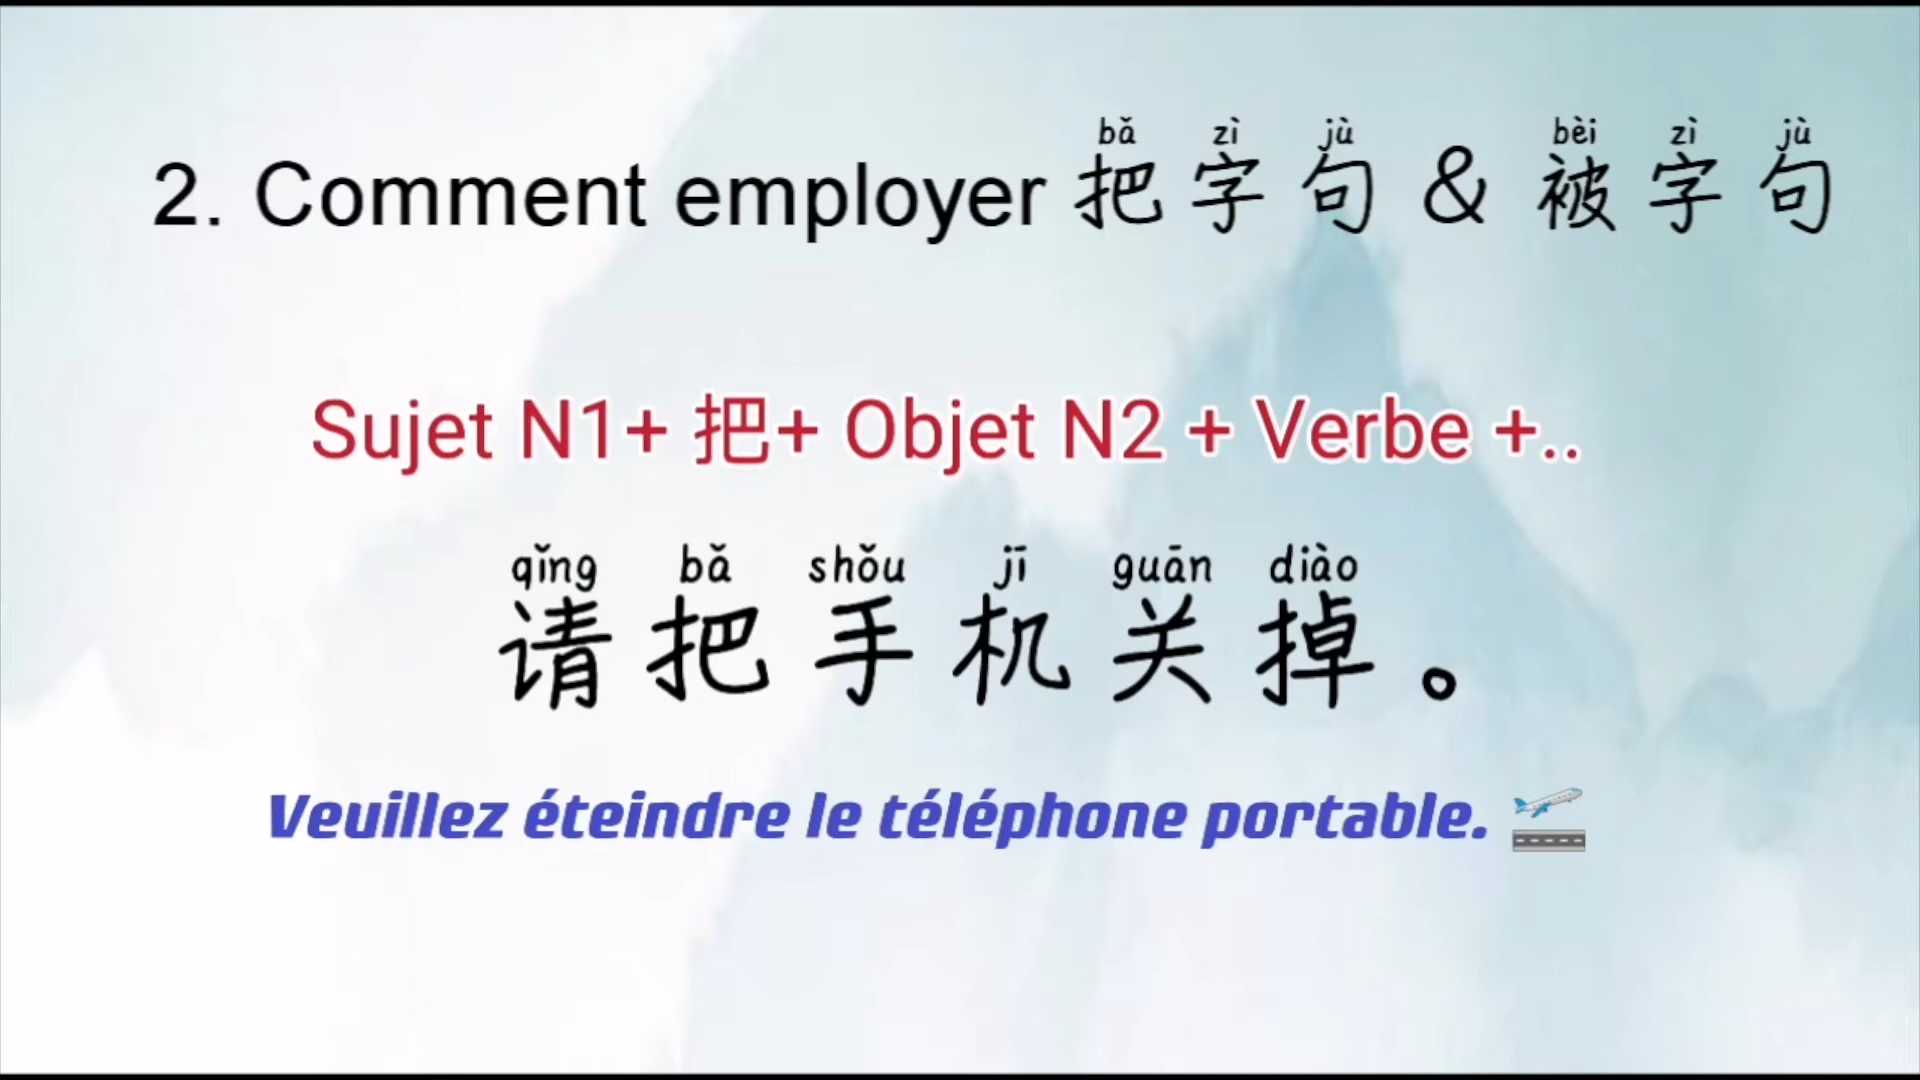 bǎ zì jù bèi zì jù
2. Comment employer 把字句 & 被字句
Sujet N1+ 把+ Objet N2 + Verbe +..
qǐng bǎ shǒu jī guān diào
请把手机关掉。
Veuillez éteindre le téléphone portable.